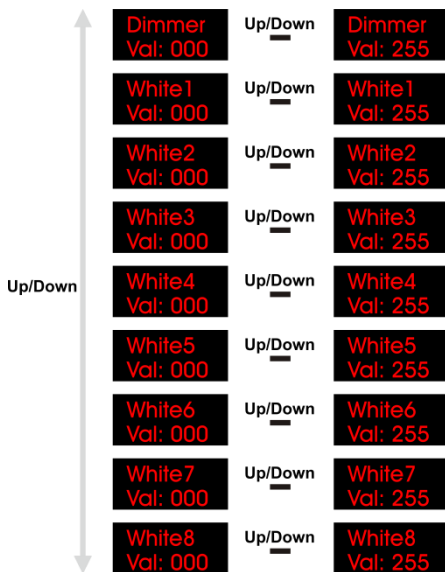 Dimmer
Val: 000
Up/Down
Dimmer
Val: 255
White1
Val: 000
Up/Down
White1
Val: 255
White2
Val: 000
Up/Down
White2
Val: 255
White3
Val: 000
Up/Down
White3
Val: 255
Up/Down
White4
Val: 000
Up/Down
White4
Val: 255
White5
Val: 000
Up/Down
White5
Val: 255
White6
Val: 000
Up/Down
White6
Val: 255
White7
Val: 000
Up/Down
White7
Val: 255
White8
Val: 000
Up/Down
White8
Val: 255